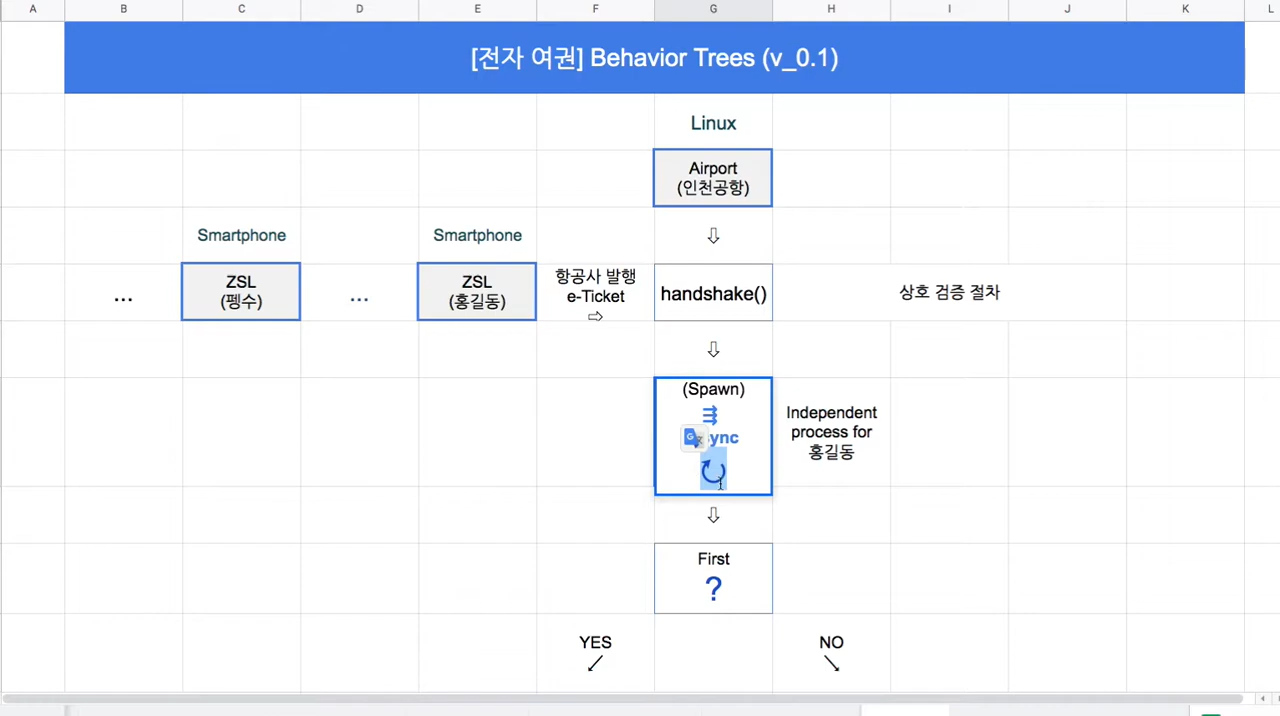 A B C D E F G H I J K L
[전자 여권] Behavior Trees (v_0.1)
Linux
Airport
(인천공항)
Smartphone
Smartphone
⇩
...
ZSL
(펭수)
...
ZSL
(홍길동)
항공사 발행
e-Ticket
⇨
handshake()
상호 검증 절차
⇩
(Spawn)
ync
Independent
process for
홍길동
⇩
First
?
YES
NO